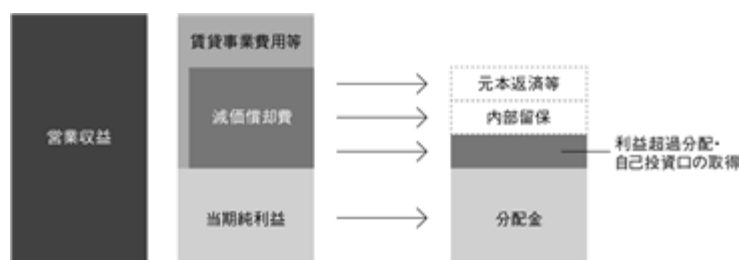 営業収益
賃貸事業費用等
減価償却費
当期純利益
元本返済等
内部留保
分配金
利益超過分配・
自己投資口の取得